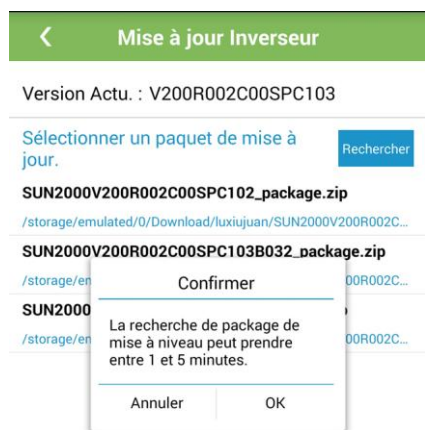 Mise à jour Inverseur
Version Actu. : V200R002C00SPC103
Sélectionner un paquet de mise à
jour.
Rechercher
SUN2000V200R002C00SPC102_package.zip
/storage/emulated/0/Download/luxiujuan/SUN2000V200R002C...
SUN2000V200R002C00SPC103B032_package.zip
/storage/en
00R002C...
SUN2000
/storage/en
00R002C...
Confirmer
La recherche de package de
mise à niveau peut prendre
entre 1 et 5 minutes.
Annuler
OK